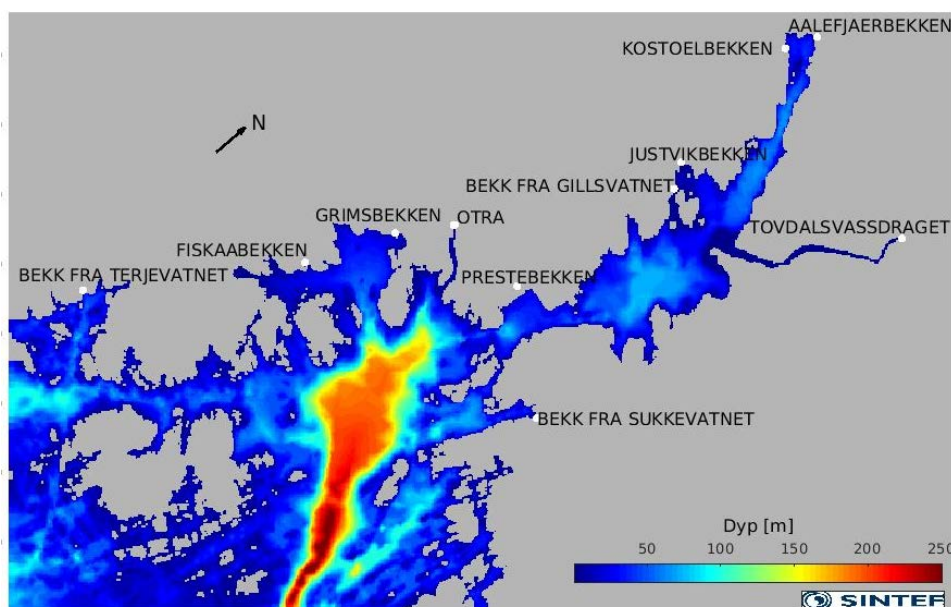 AALEFJAERBEKKEN
KOSTOELBEKKEN
N
JUSTVIKBEKKEN
BEKK FRA GILLSVATNET
GRIMSBEKKEN
OTRA
TOVDALSVASSDRAGET
FISKAABEKKEN
BEKK FRA TERJEVATNET
PRESTEBEKKEN
BEKK FRA SUKKEVATNET
Dyp [m]
50 100 150 200 250
SINTEF